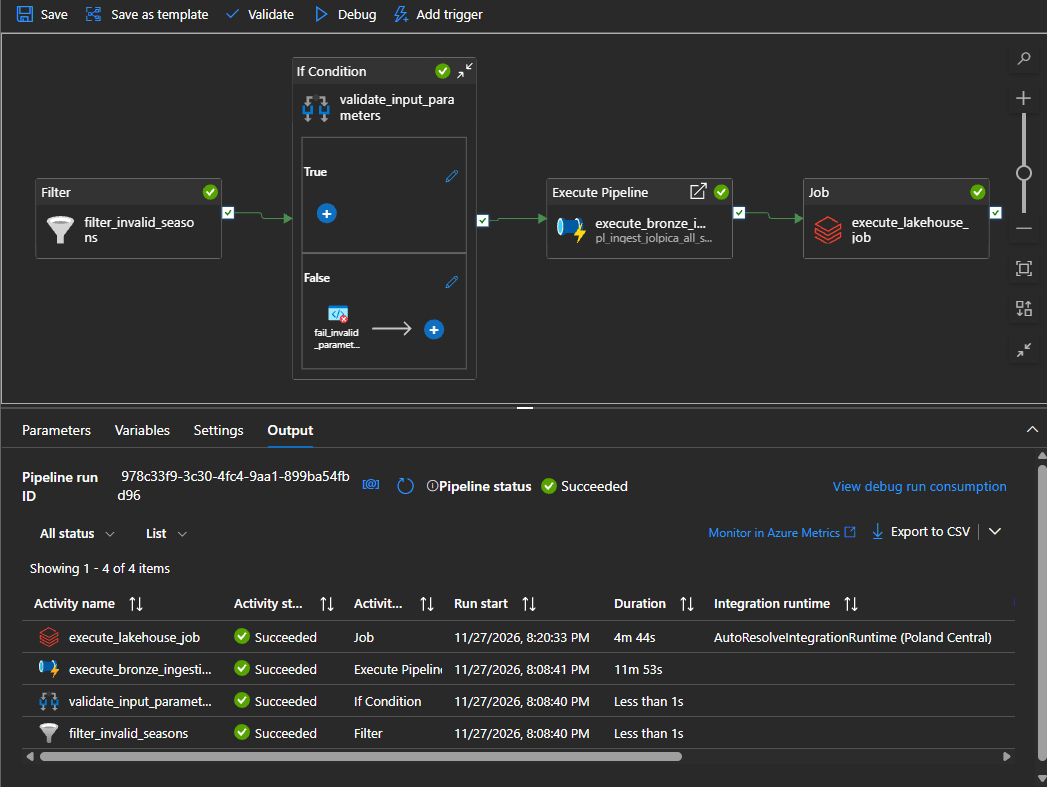 Save Save as template Validate Debug Add trigger
If Condition
validate_input_para
meters
True
False
fail_invalid
_paramet...
Filter
filter_invalid_seaso
ns
Execute Pipeline
execute_bronze_i...
pl_ingest_jolpica_all_s...
Job
execute_lakehouse_
job
Parameters Variables Settings Output
Pipeline run
ID
978c33f9-3c30-4fc4-9aa1-899ba54fb
d96
Pipeline status Succeeded
View debug run consumption
All status List
Monitor in Azure Metrics Export to CSV
Showing 1 - 4 of 4 items
Activity name Activity st... Activit... Run start Duration Integration runtime
execute_lakehouse_job Succeeded Job 11/27/2026, 8:20:33 PM 4m 44s AutoResolveIntegrationRuntime (Poland Central)
execute_bronze_ingesti... Succeeded Execute Pipeline 11/27/2026, 8:08:41 PM 11m 53s
validate_input_paramet... Succeeded If Condition 11/27/2026, 8:08:40 PM Less than 1s
filter_invalid_seasons Succeeded Filter 11/27/2026, 8:08:40 PM Less than 1s